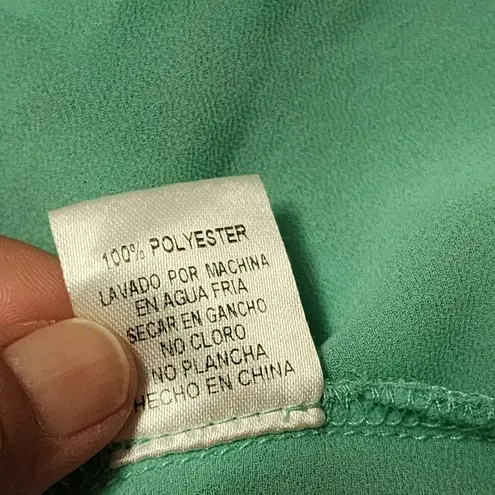 100% POLYESTER
LAVADO POR MACHINA
EN AGUA FRIA
SECAR EN GANCHO
NO CLORO
NO PLANCHA
HECHO EN CHINA